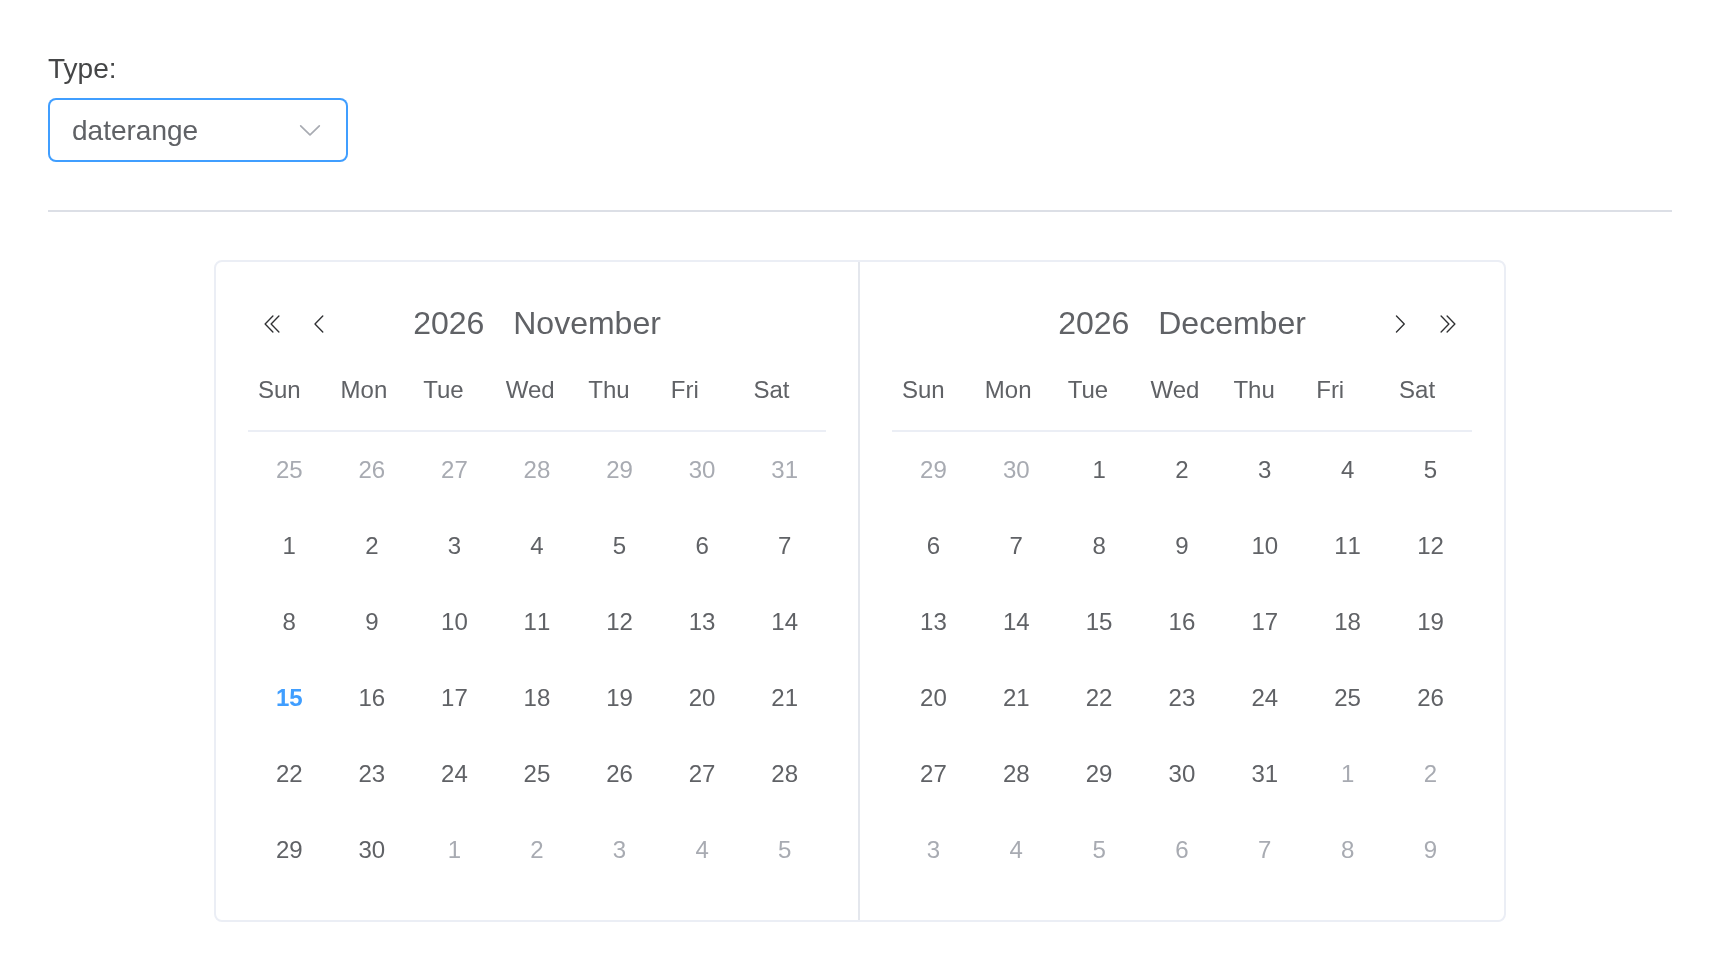 Type:
daterange
2026 November
Sun Mon Tue Wed Thu Fri Sat
25 26 27 28 29 30 31
1 2 3 4 5 6 7
8 9 10 11 12 13 14
15 16 17 18 19 20 21
22 23 24 25 26 27 28
29 30 1 2 3 4 5
2026 December
Sun Mon Tue Wed Thu Fri Sat
29 30 1 2 3 4 5
6 7 8 9 10 11 12
13 14 15 16 17 18 19
20 21 22 23 24 25 26
27 28 29 30 31 1 2
3 4 5 6 7 8 9